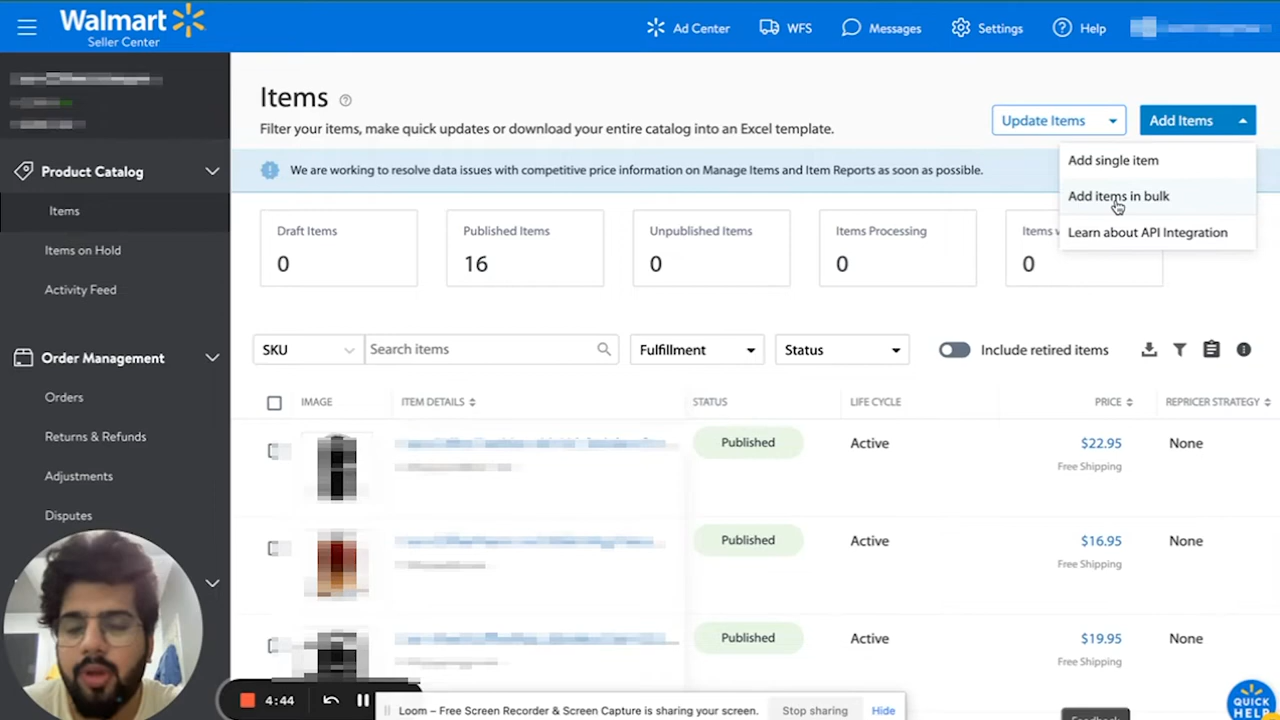 Walmart
Seller Center
Ad Center
WFS
Messages
Settings
Help
Product Catalog
Items
Items on Hold
Activity Feed
Order Management
Orders
Returns & Refunds
Adjustments
Disputes
Items
Filter your items, make quick updates or download your entire catalog into an Excel template.
Update Items
Add Items
Add single item
Add items in bulk
Learn about API Integration
We are working to resolve data issues with competitive price information on Manage Items and Item Reports as soon as possible.
Draft Items
0
Published Items
16
Unpublished Items
0
Items Processing
0
Items
0
SKU
Search items
Fulfillment
Status
Include retired items
IMAGE
ITEM DETAILS
STATUS
LIFE CYCLE
PRICE
REPRICER STRATEGY
Published
Active
$22.95
Free Shipping
None
Published
Active
$16.95
Free Shipping
None
Published
Active
$19.95
Free Shipping
None
4:44
Loom – Free Screen Recorder & Screen Capture is sharing your screen.
Stop sharing
Hide
QUICK
HELP